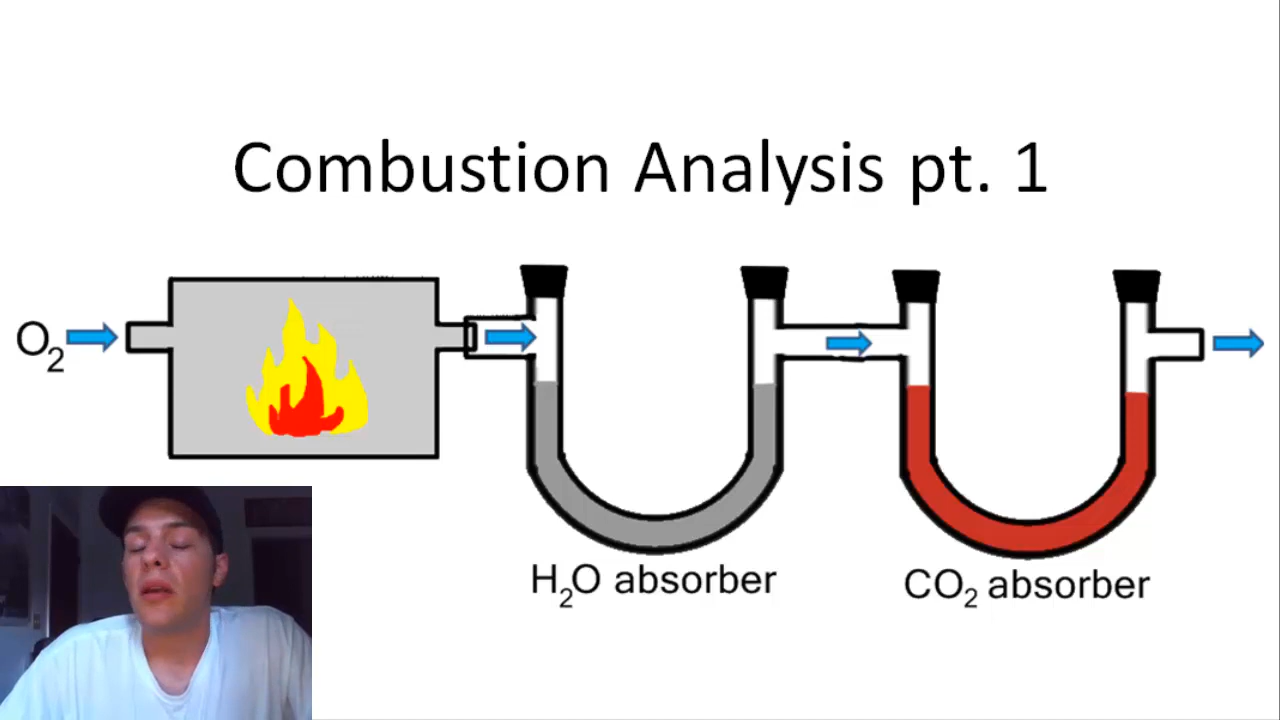 Combustion Analysis pt. 1
O₂
H₂O absorber
CO₂ absorber